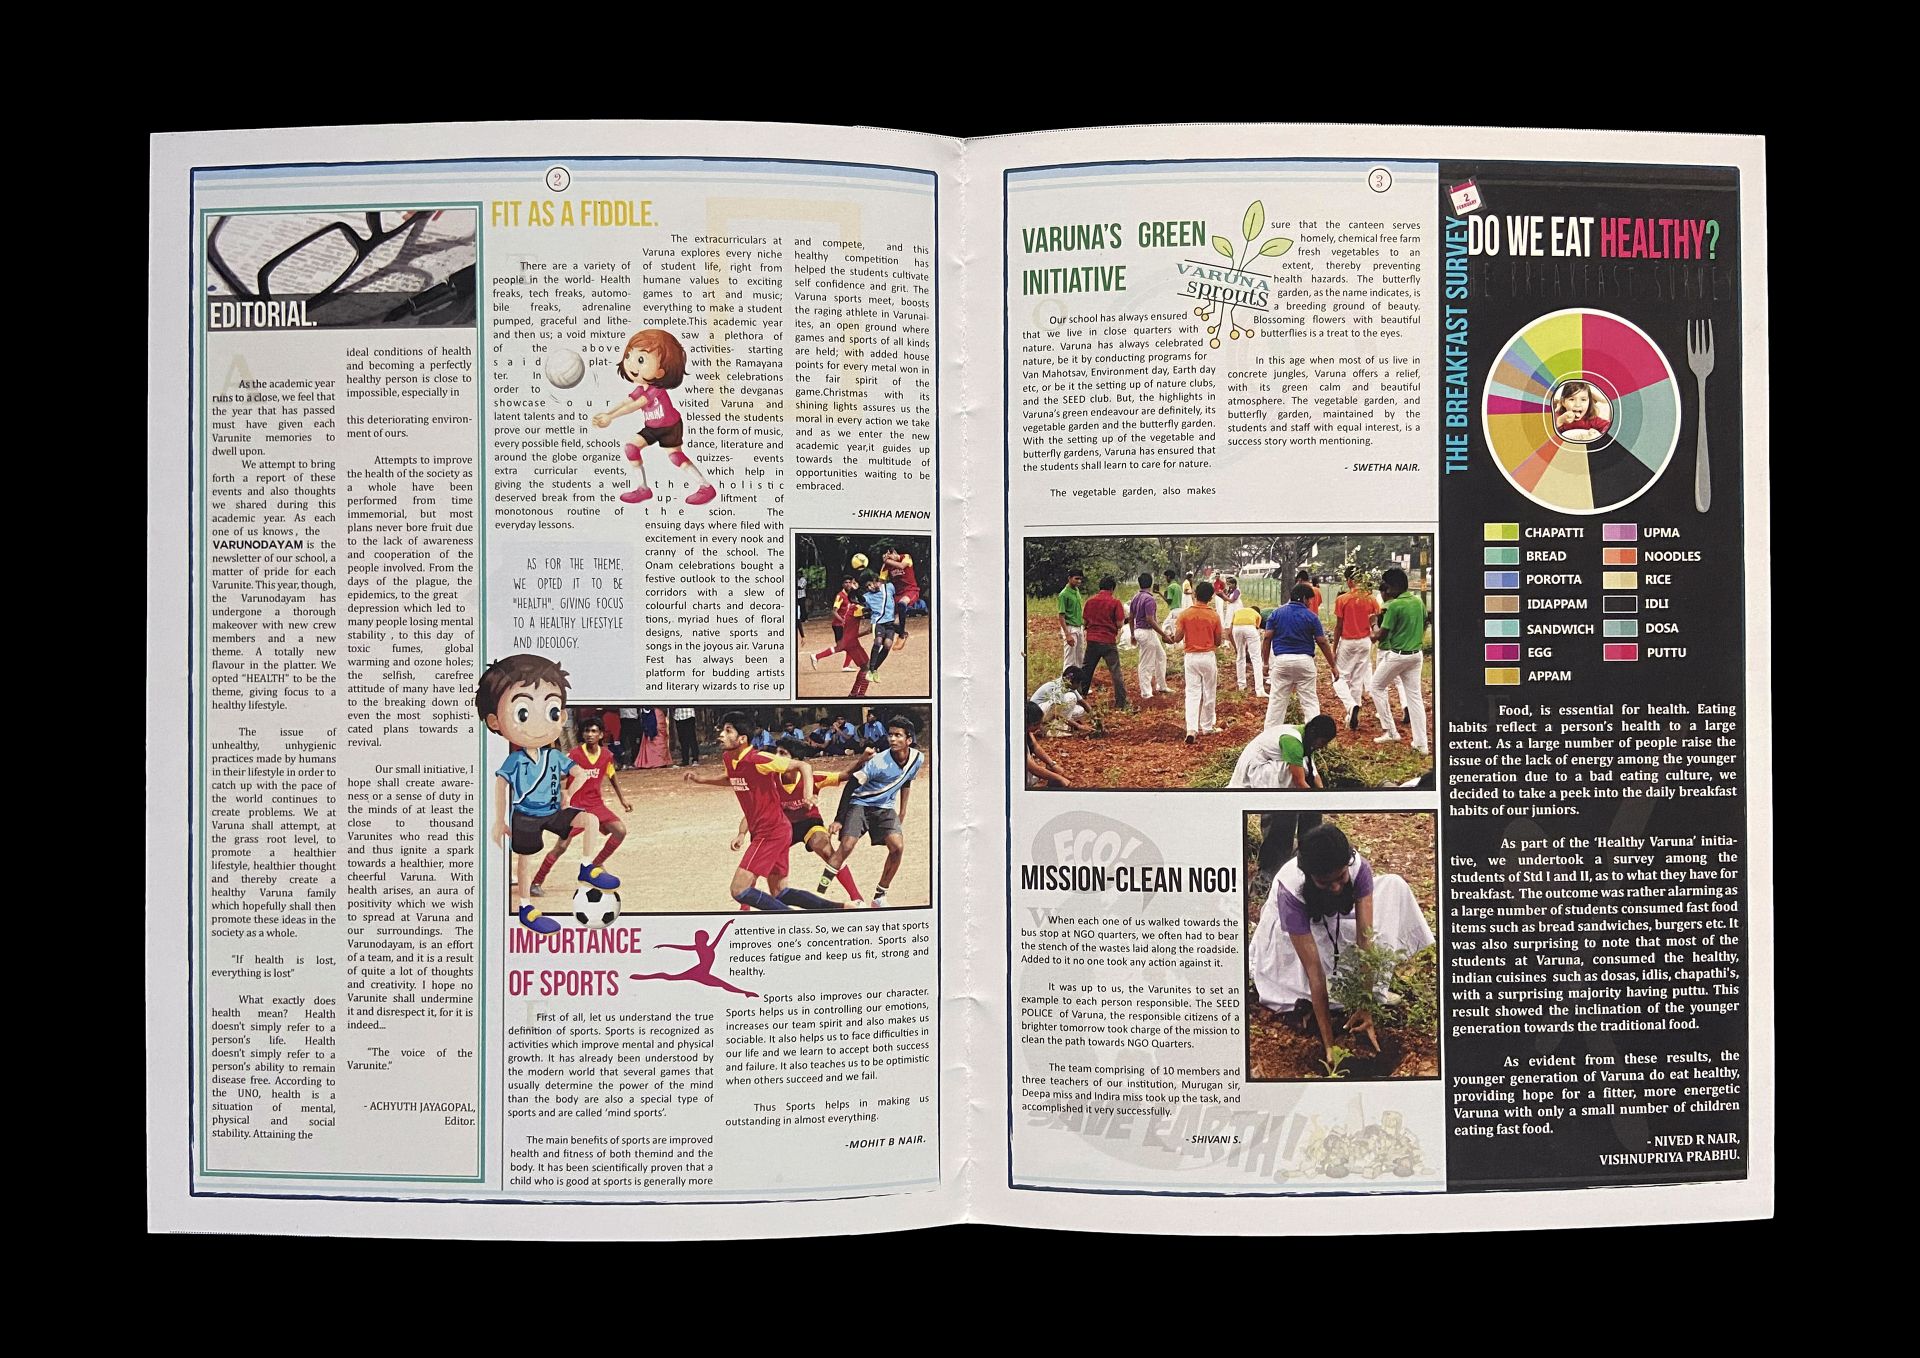 2
EDITORIAL.
As the academic year
runs to a close, we feel that
the year that has passed
must have given each
Varunite memories to
dwell upon.
We attempt to bring
forth a report of these
events and also thoughts
we shared during this
academic year. As each
one of us knows, the
VARUNODAYAM is the
newsletter of our school, a
matter of pride for each
Varunite. This year, though,
the Varunodayam has
undergone a thorough
makeover with new crew
members and a new
theme. A totally new
flavour in the platter. We
opted "HEALTH" to be the
theme, giving focus to a
healthy lifestyle.
The issue of
unhealthy, unhygienic
practices made by humans
in their lifestyle in order to
catch up with the pace of
the world continues to
create problems. We at
Varuna shall attempt, at
the grass root level, to
promote a healthier
lifestyle, healthier thought
and thereby create a
healthy Varuna family
which hopefully shall then
promote these ideas in the
society as a whole.
"If health is lost,
everything is lost"
What exactly does
health mean? Health
doesn't simply refer to a
person's life. Health
doesn't simply refer to a
person's ability to remain
disease free. According to
the UNO, health is a
situation of mental,
physical and social
stability. Attaining the
ideal conditions of health
and becoming a perfectly
healthy person is close to
impossible, especially in
this deteriorating environ-
ment of ours.
Attempts to improve
the health of the society as
a whole have been
performed from time
immemorial, but most
plans never bore fruit due
to the lack of awareness
and cooperation of the
people involved. From the
days of the plague, the
epidemics, to the great
depression which led to
many people losing mental
stability , to this day of
toxic fumes, global
warming and ozone holes;
the selfish, carefree
attitude of many have led
to the breaking down of
even the most sophisti-
cated plans towards a
revival.
Our small initiative, I
hope shall create aware-
ness or a sense of duty in
the minds of at least the
close to thousand
Varunites who read this
and thus ignite a spark
towards a healthier, more
cheerful Varuna. With
health arises, an aura of
positivity which we wish
to spread at Varuna and
our surroundings. The
Varunodayam, is an effort
of a team, and it is a result
of quite a lot of thoughts
and creativity. I hope no
Varunite shall undermine
it and disrespect it, for it is
indeed...
"The voice of the
Varunite."
- ACHYUTH JAYAGOPAL,
Editor.
FIT AS A FIDDLE.
There are a variety of
people in the world- Health
freaks, tech freaks, automo-
bile freaks, adrenaline
pumped, graceful and lithe-
and then us; a void mixture
of the above
said plat-
ter. In
order to
showcase our
latent talents and to
prove our mettle in
every possible field, schools
around the globe organize
extra curricular events,
giving the students a well
deserved break from the
monotonous routine of
everyday lessons.
AS FOR THE THEME,
WE OPTED IT TO BE
"HEALTH", GIVING FOCUS
TO A HEALTHY LIFESTYLE
AND IDEOLOGY.
The extracurriculars at
Varuna explores every niche
of student life, right from
humane values to exciting
games to art and music;
everything to make a student
complete.This academic year
saw a plethora of
activities- starting
with the Ramayana
week celebrations
where the devganas
visited Varuna and
blessed the students
in the form of music,
dance, literature and
quizzes- events
which help in
the holistic
up- liftment of
the scion. The
ensuing days where filed with
excitement in every nook and
cranny of the school. The
Onam celebrations bought a
festive outlook to the school
corridors with a slew of
colourful charts and decora-
tions, myriad hues of floral
designs, native sports and
songs in the joyous air. Varuna
Fest has always been a
platform for budding artists
and literary wizards to rise up
and compete, and this
healthy competition has
helped the students cultivate
self confidence and grit. The
Varuna sports meet, boosts
the raging athlete in Varunai-
ites, an open ground where
games and sports of all kinds
are held; with added house
points for every metal won in
the fair spirit of the
game.Christmas with its
shining lights assures us the
moral in every action we take
and as we enter the new
academic year,it guides up
towards the multitude of
opportunities waiting to be
embraced.
- SHIKHA MENON
VARUNA
VARUNA
IMPORTANCE
OF SPORTS
First of all, let us understand the true
definition of sports. Sports is recognized as
activities which improve mental and physical
growth. It has already been understood by
the modern world that several games that
usually determine the power of the mind
than the body are also a special type of
sports and are called 'mind sports'.
The main benefits of sports are improved
health and fitness of both themind and the
body. It has been scientifically proven that a
child who is good at sports is generally more
attentive in class. So, we can say that sports
improves one's concentration. Sports also
reduces fatigue and keep us fit, strong and
healthy.
Sports also improves our character.
Sports helps us in controlling our emotions,
increases our team spirit and also makes us
sociable. It also helps us to face difficulties in
our life and we learn to accept both success
and failure. It also teaches us to be optimistic
when others succeed and we fail.
Thus Sports helps in making us
outstanding in almost everything.
-MOHIT B NAIR.
3
VARUNA'S GREEN
INITIATIVE
VARUNA
sprouts
Our school has always ensured
that we live in close quarters with
nature. Varuna has always celebrated
nature, be it by conducting programs for
Van Mahotsav, Environment day, Earth day
etc, or be it the setting up of nature clubs,
and the SEED club. But, the highlights in
Varuna's green endeavour are definitely, its
vegetable garden and the butterfly garden.
With the setting up of the vegetable and
butterfly gardens, Varuna has ensured that
the students shall learn to care for nature.
The vegetable garden, also makes
sure that the canteen serves
homely, chemical free farm
fresh vegetables to an
extent, thereby preventing
health hazards. The butterfly
garden, as the name indicates, is
a breeding ground of beauty.
Blossoming flowers with beautiful
butterflies is a treat to the eyes.
In this age when most of us live in
concrete jungles, Varuna offers a relief,
with its green calm and beautiful
atmosphere. The vegetable garden, and
butterfly garden, maintained by the
students and staff with equal interest, is a
success story worth mentioning.
- SWETHA NAIR.
ECO!
MISSION-CLEAN NGO!
When each one of us walked towards the
bus stop at NGO quarters, we often had to bear
the stench of the wastes laid along the roadside.
Added to it no one took any action against it.
It was up to us, the Varunites to set an
example to each person responsible. The SEED
POLICE of Varuna, the responsible citizens of a
brighter tomorrow took charge of the mission to
clean the path towards NGO Quarters.
The team comprising of 10 members and
three teachers of our institution, Murugan sir,
Deepa miss and Indira miss took up the task, and
accomplished it very successfully.
SAVE EARTH!
- SHIVANI S.
2
FEBRUARY
THE BREAKFAST SURVEY
DO WE EAT HEALTHY?
CHAPATTI
BREAD
POROTTA
IDIAPPAM
SANDWICH
EGG
APPAM
UPMA
NOODLES
RICE
IDLI
DOSA
PUTTU
Food, is essential for health. Eating
habits reflect a person's health to a large
extent. As a large number of people raise the
issue of the lack of energy among the younger
generation due to a bad eating culture, we
decided to take a peek into the daily breakfast
habits of our juniors.
As part of the 'Healthy Varuna' initia-
tive, we undertook a survey among the
students of Std I and II, as to what they have for
breakfast. The outcome was rather alarming as
a large number of students consumed fast food
items such as bread sandwiches, burgers etc. It
was also surprising to note that most of the
students at Varuna, consumed the healthy,
indian cuisines such as dosas, idlis, chapathi's,
with a surprising majority having puttu. This
result showed the inclination of the younger
generation towards the traditional food.
As evident from these results, the
younger generation of Varuna do eat healthy,
providing hope for a fitter, more energetic
Varuna with only a small number of children
eating fast food.
- NIVED R NAIR,
VISHNUPRIYA PRABHU.